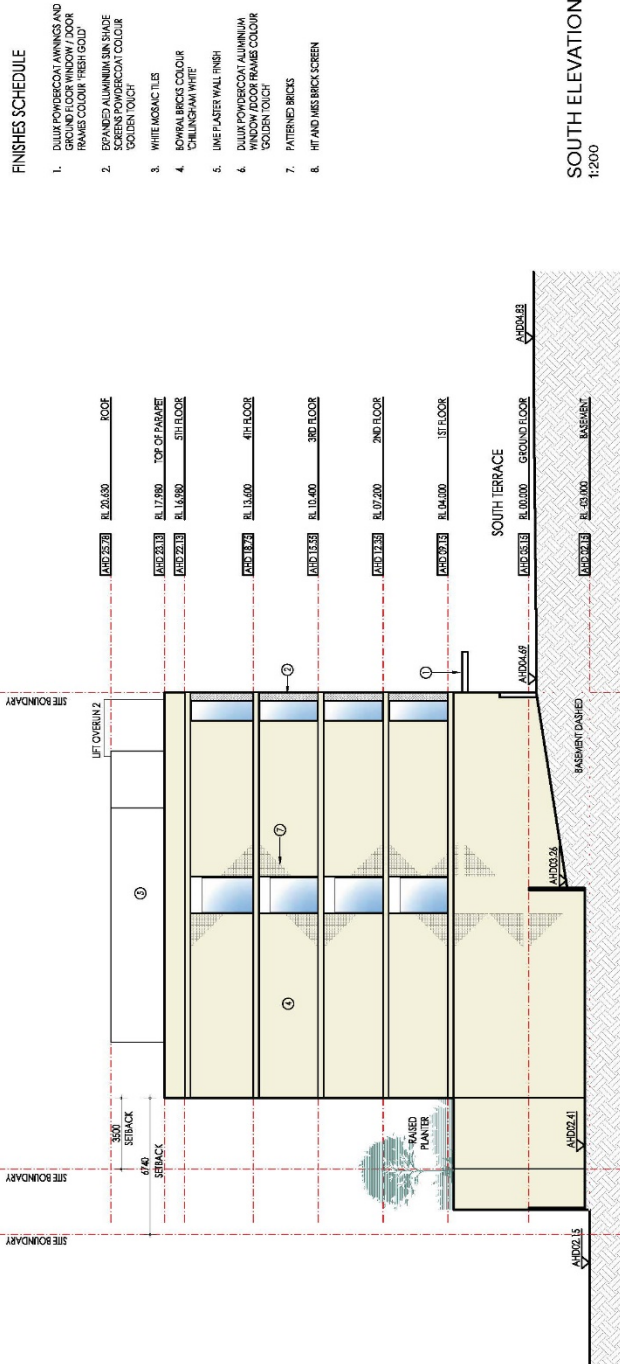 FINISHES SCHEDULE
1. DULUX POWDERCOAT AWNINGS AND
GROUND FLOOR WINDOW / DOOR
FRAMES COLOUR 'FRESH GOLD'
2. EXPANDED ALUMINIUM SUN SHADE
SCREENS POWDERCOAT COLOUR
'GOLDEN TOUCH'
3. WHITE MOSAIC TILES
4. BOWRAL BRICKS COLOUR
'CHILLINGHAM WHITE'
5. LIME PLASTER WALL FINISH
6. DULUX POWDERCOAT ALUMINIUM
WINDOW /DOOR FRAMES COLOUR
'GOLDEN TOUCH'
7. PATTERNED BRICKS
8. HIT AND MISS BRICK SCREEN
SOUTH ELEVATION
1:200
SITE BOUNDARY
SITE BOUNDARY
SITE BOUNDARY
3500
SETBACK
6740
SETBACK
LIFT OVERUN 2
AHD 25.78 RL 20.630 ROOF
AHD 23.13 RL 17.980 TOP OF PARAPET
AHD 22.13 RL 16.980 5TH FLOOR
AHD 18.75 RL 13.600 4TH FLOOR
AHD 15.55 RL 10.400 3RD FLOOR
AHD 12.35 RL 07.200 2ND FLOOR
AHD 09.15 RL 04.000 1ST FLOOR
SOUTH TERRACE
AHD 05.15 RL 00.000 GROUND FLOOR
AHD 02.15 RL -03.000 BASEMENT
5
4
7
2
1
RAISED
PLANTER
AHD02.15
AHD02.41
AHD03.26
AHD04.69
AHD04.83
BASEMENT DASHED